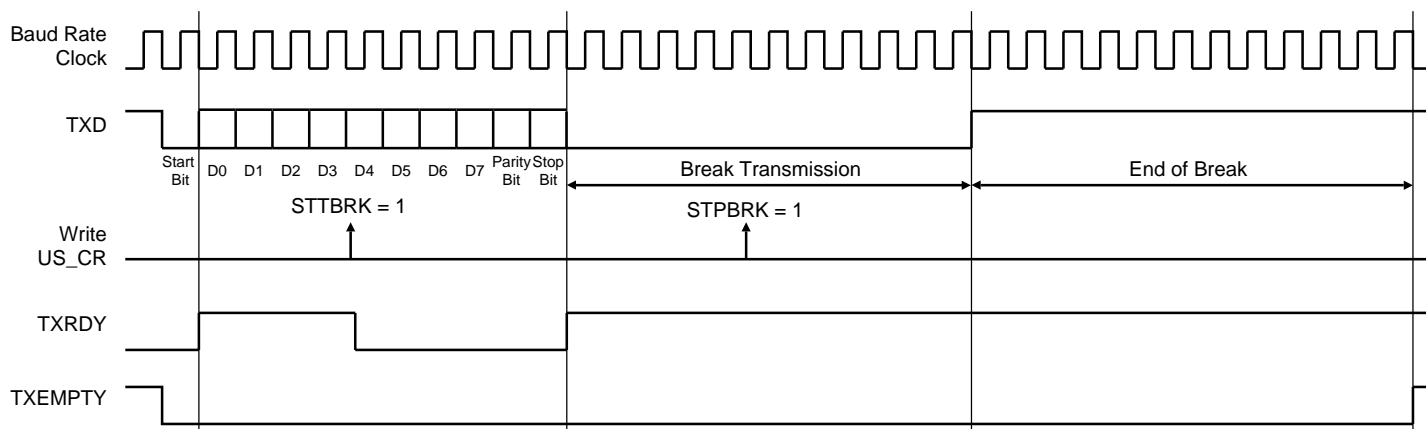 Baud Rate
Clock
TXD
Start
Bit
D0 D1 D2 D3 D4 D5 D6 D7
Parity
Bit
Stop
Bit
Break Transmission
End of Break
STTBRK = 1
STPBRK = 1
Write
US_CR
TXRDY
TXEMPTY